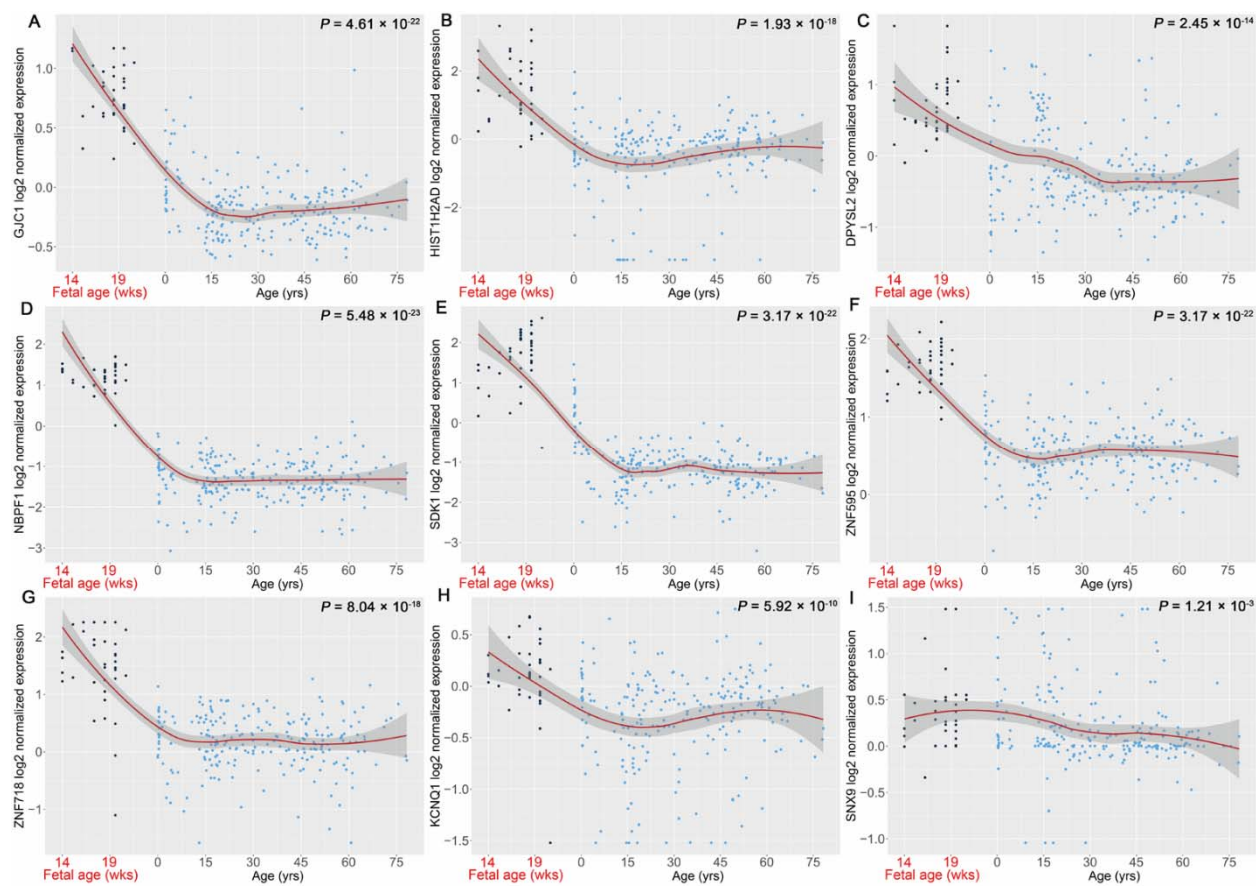 A
P = 4.61 × 10⁻²²
GJC1 log2 normalized expression
1.0
0.5
0.0
−0.5
14 19 0 15 30 45 60 75
Fetal age (wks) Age (yrs)
B
P = 1.93 × 10⁻¹⁸
HIST1H2AD log2 normalized expression
2
0
−2
14 19 0 15 30 45 60 75
Fetal age (wks) Age (yrs)
C
P = 2.45 × 10⁻¹⁴
DPYSL2 log2 normalized expression
1
0
−1
14 19 0 15 30 45 60 75
Fetal age (wks) Age (yrs)
D
P = 5.48 × 10⁻²³
NBPF1 log2 normalized expression
2
1
0
−1
−2
−3
14 19 0 15 30 45 60 75
Fetal age (wks) Age (yrs)
E
P = 3.17 × 10⁻²²
SDK1 log2 normalized expression
2
1
0
−1
−2
−3
14 19 0 15 30 45 60 75
Fetal age (wks) Age (yrs)
F
P = 3.17 × 10⁻²²
ZNF595 log2 normalized expression
2
1
0
14 19 0 15 30 45 60 75
Fetal age (wks) Age (yrs)
G
P = 8.04 × 10⁻¹⁸
ZNF718 log2 normalized expression
2
1
0
−1
14 19 0 15 30 45 60 75
Fetal age (wks) Age (yrs)
H
P = 5.92 × 10⁻¹⁰
KCNQ1 log2 normalized expression
0.5
0.0
−0.5
−1.0
−1.5
14 19 0 15 30 45 60 75
Fetal age (wks) Age (yrs)
I
P = 1.21 × 10⁻³
SNX9 log2 normalized expression
1.5
1.0
0.5
0.0
−0.5
−1.0
14 19 0 15 30 45 60 75
Fetal age (wks) Age (yrs)